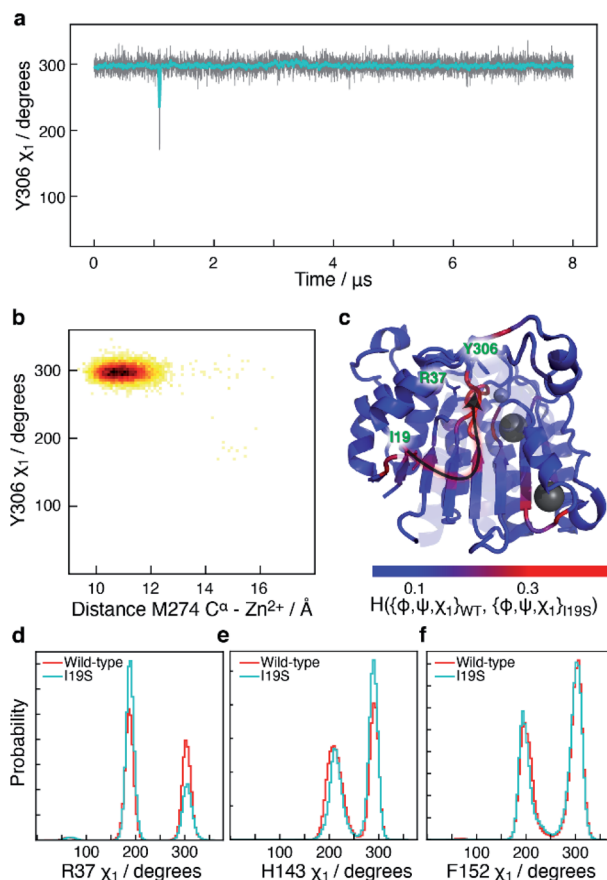 a
Y306 χ1 / degrees
300
200
100
0 2 4 6 8
Time / µs
b
Y306 χ1 / degrees
300
200
100
10 12 14 16
Distance M274 Cα - Zn2+ / Å
c
Y306
R37
I19
0.1 0.3
H({Φ,Ψ,χ1}WT, {Φ,Ψ,χ1}I19S)
d
Wild-type
I19S
Probability
0 100 200 300
R37 χ1 / degrees
e
Wild-type
I19S
0 100 200 300
H143 χ1 / degrees
f
Wild-type
I19S
0 100 200 300
F152 χ1 / degrees